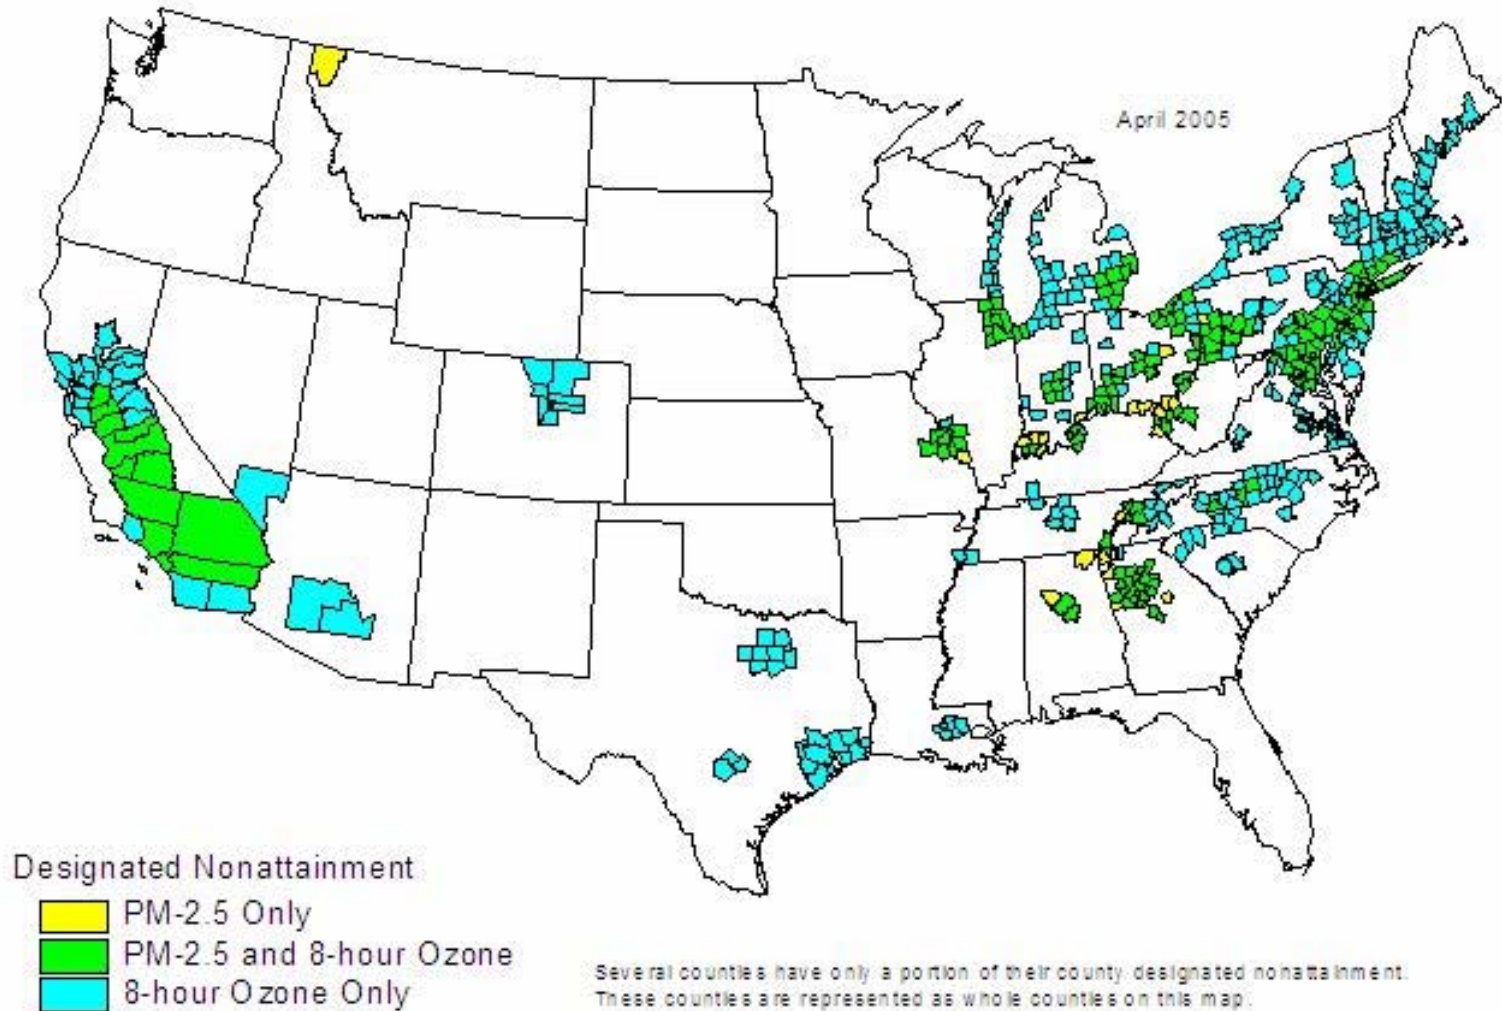 April 2005
Designated Nonattainment
PM-2.5 Only
PM-2.5 and 8-hour Ozone
8-hour Ozone Only
Several counties have only a portion of their county designated nonattainment.
These counties are represented as whole counties on this map.